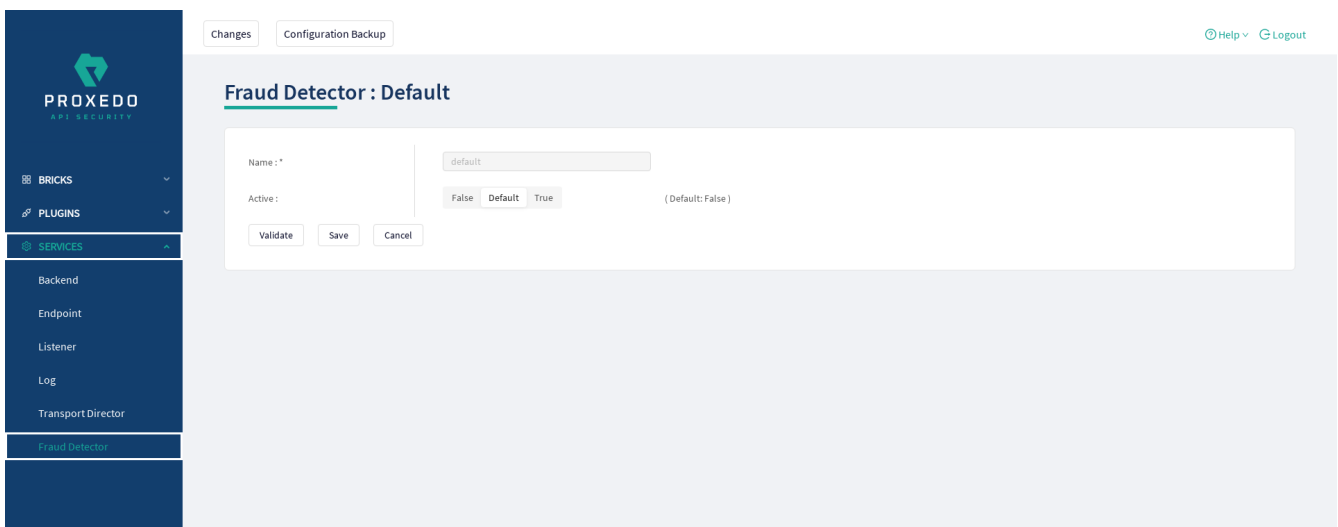 Changes Configuration Backup Help Logout
PROXEDO
API SECURITY
Fraud Detector : Default
Name : * default
Active : False Default True ( Default: False )
Validate Save Cancel
BRICKS
PLUGINS
SERVICES
Backend
Endpoint
Listener
Log
Transport Director
Fraud Detector